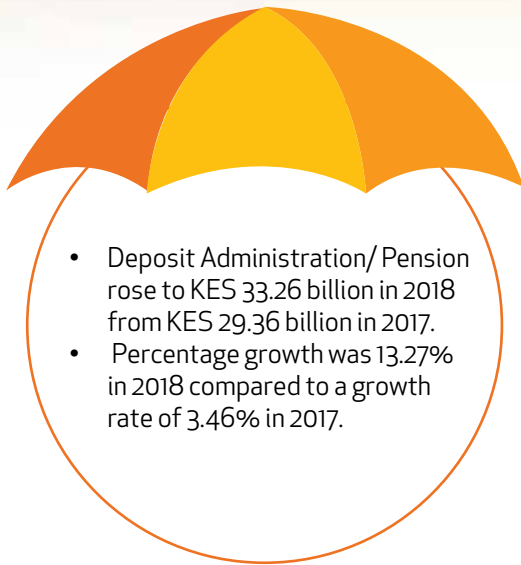 • Deposit Administration/ Pension
rose to KES 33.26 billion in 2018
from KES 29.36 billion in 2017.
• Percentage growth was 13.27%
in 2018 compared to a growth
rate of 3.46% in 2017.